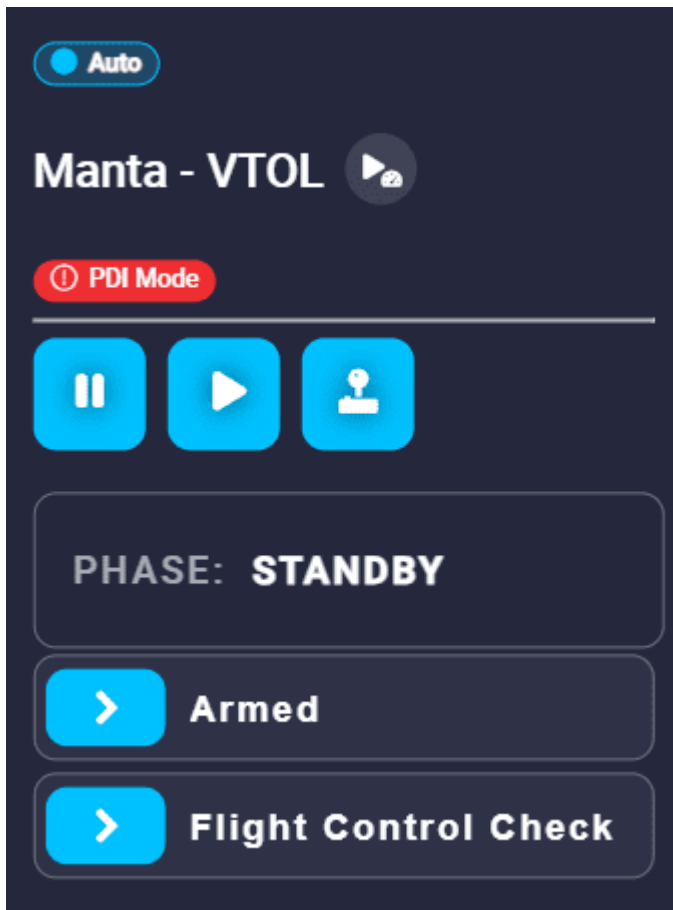 Auto
Manta - VTOL
PDI Mode
PHASE: STANDBY
Armed
Flight Control Check